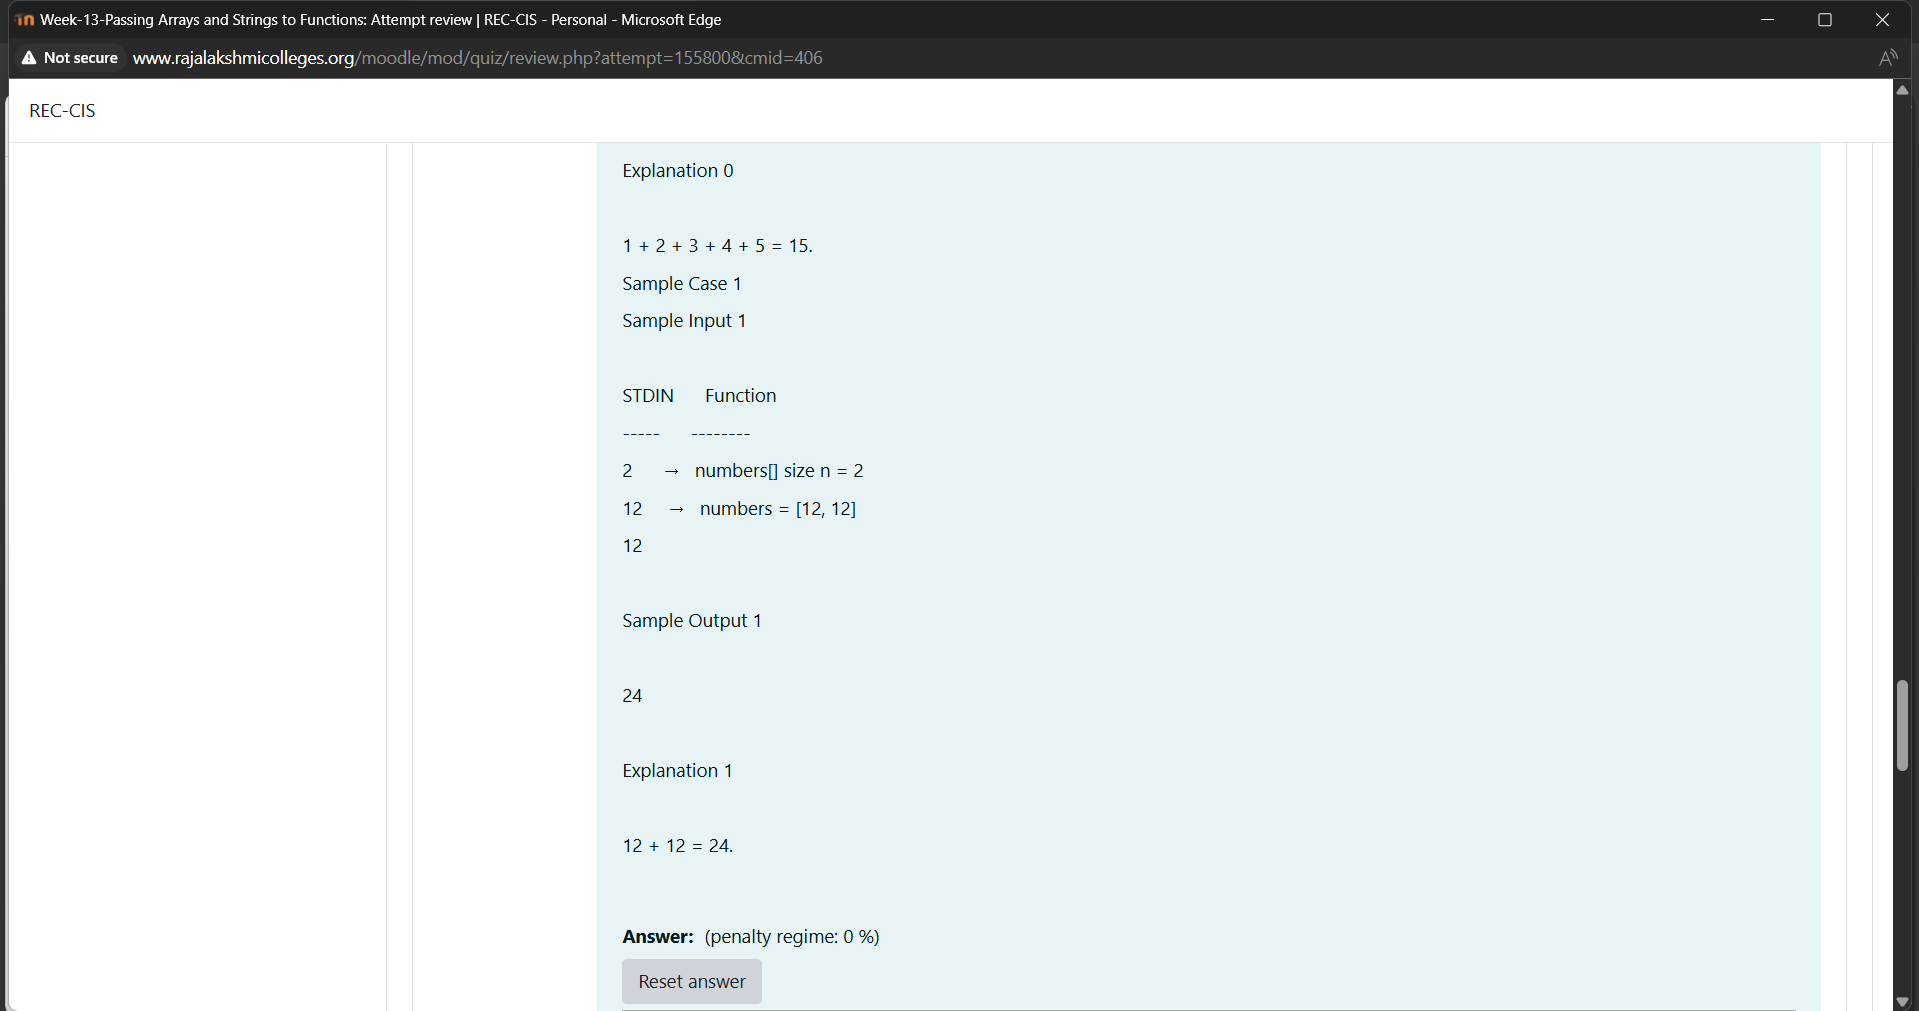 Week-13-Passing Arrays and Strings to Functions: Attempt review | REC-CIS - Personal - Microsoft Edge
Not secure www.rajalakshmicolleges.org/moodle/mod/quiz/review.php?attempt=155800&cmid=406
REC-CIS
Explanation 0
1 + 2 + 3 + 4 + 5 = 15.
Sample Case 1
Sample Input 1
STDIN Function
----- --------
2 → numbers[] size n = 2
12 → numbers = [12, 12]
12
Sample Output 1
24
Explanation 1
12 + 12 = 24.
Answer: (penalty regime: 0 %)
Reset answer